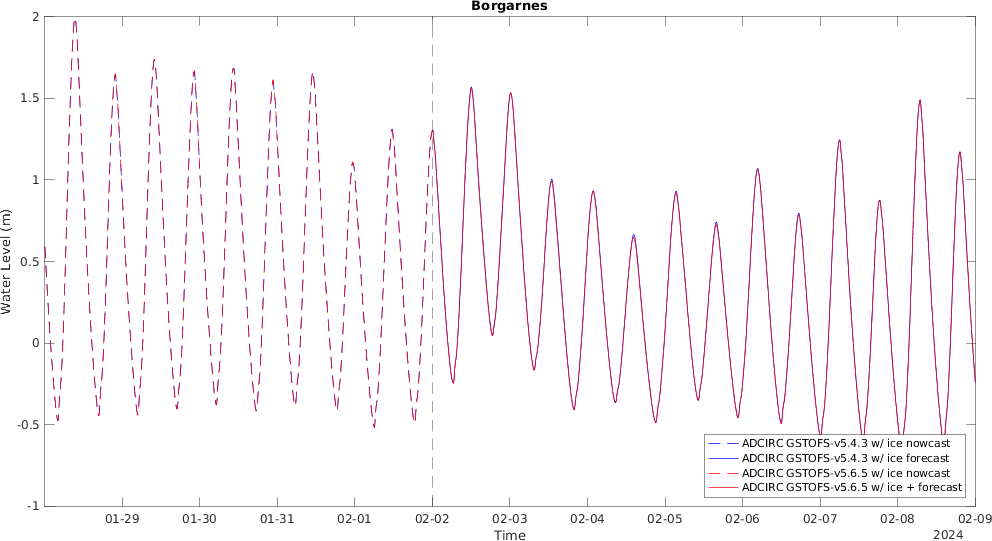 Borgarnes
Water Level (m)
2
1.5
1
0.5
0
-0.5
-1
ADCIRC GSTOFS-v5.4.3 w/ ice nowcast
ADCIRC GSTOFS-v5.4.3 w/ ice forecast
ADCIRC GSTOFS-v5.6.5 w/ ice nowcast
ADCIRC GSTOFS-v5.6.5 w/ ice + forecast
01-29 01-30 01-31 02-01 02-02 02-03 02-04 02-05 02-06 02-07 02-08 02-09
Time
2024